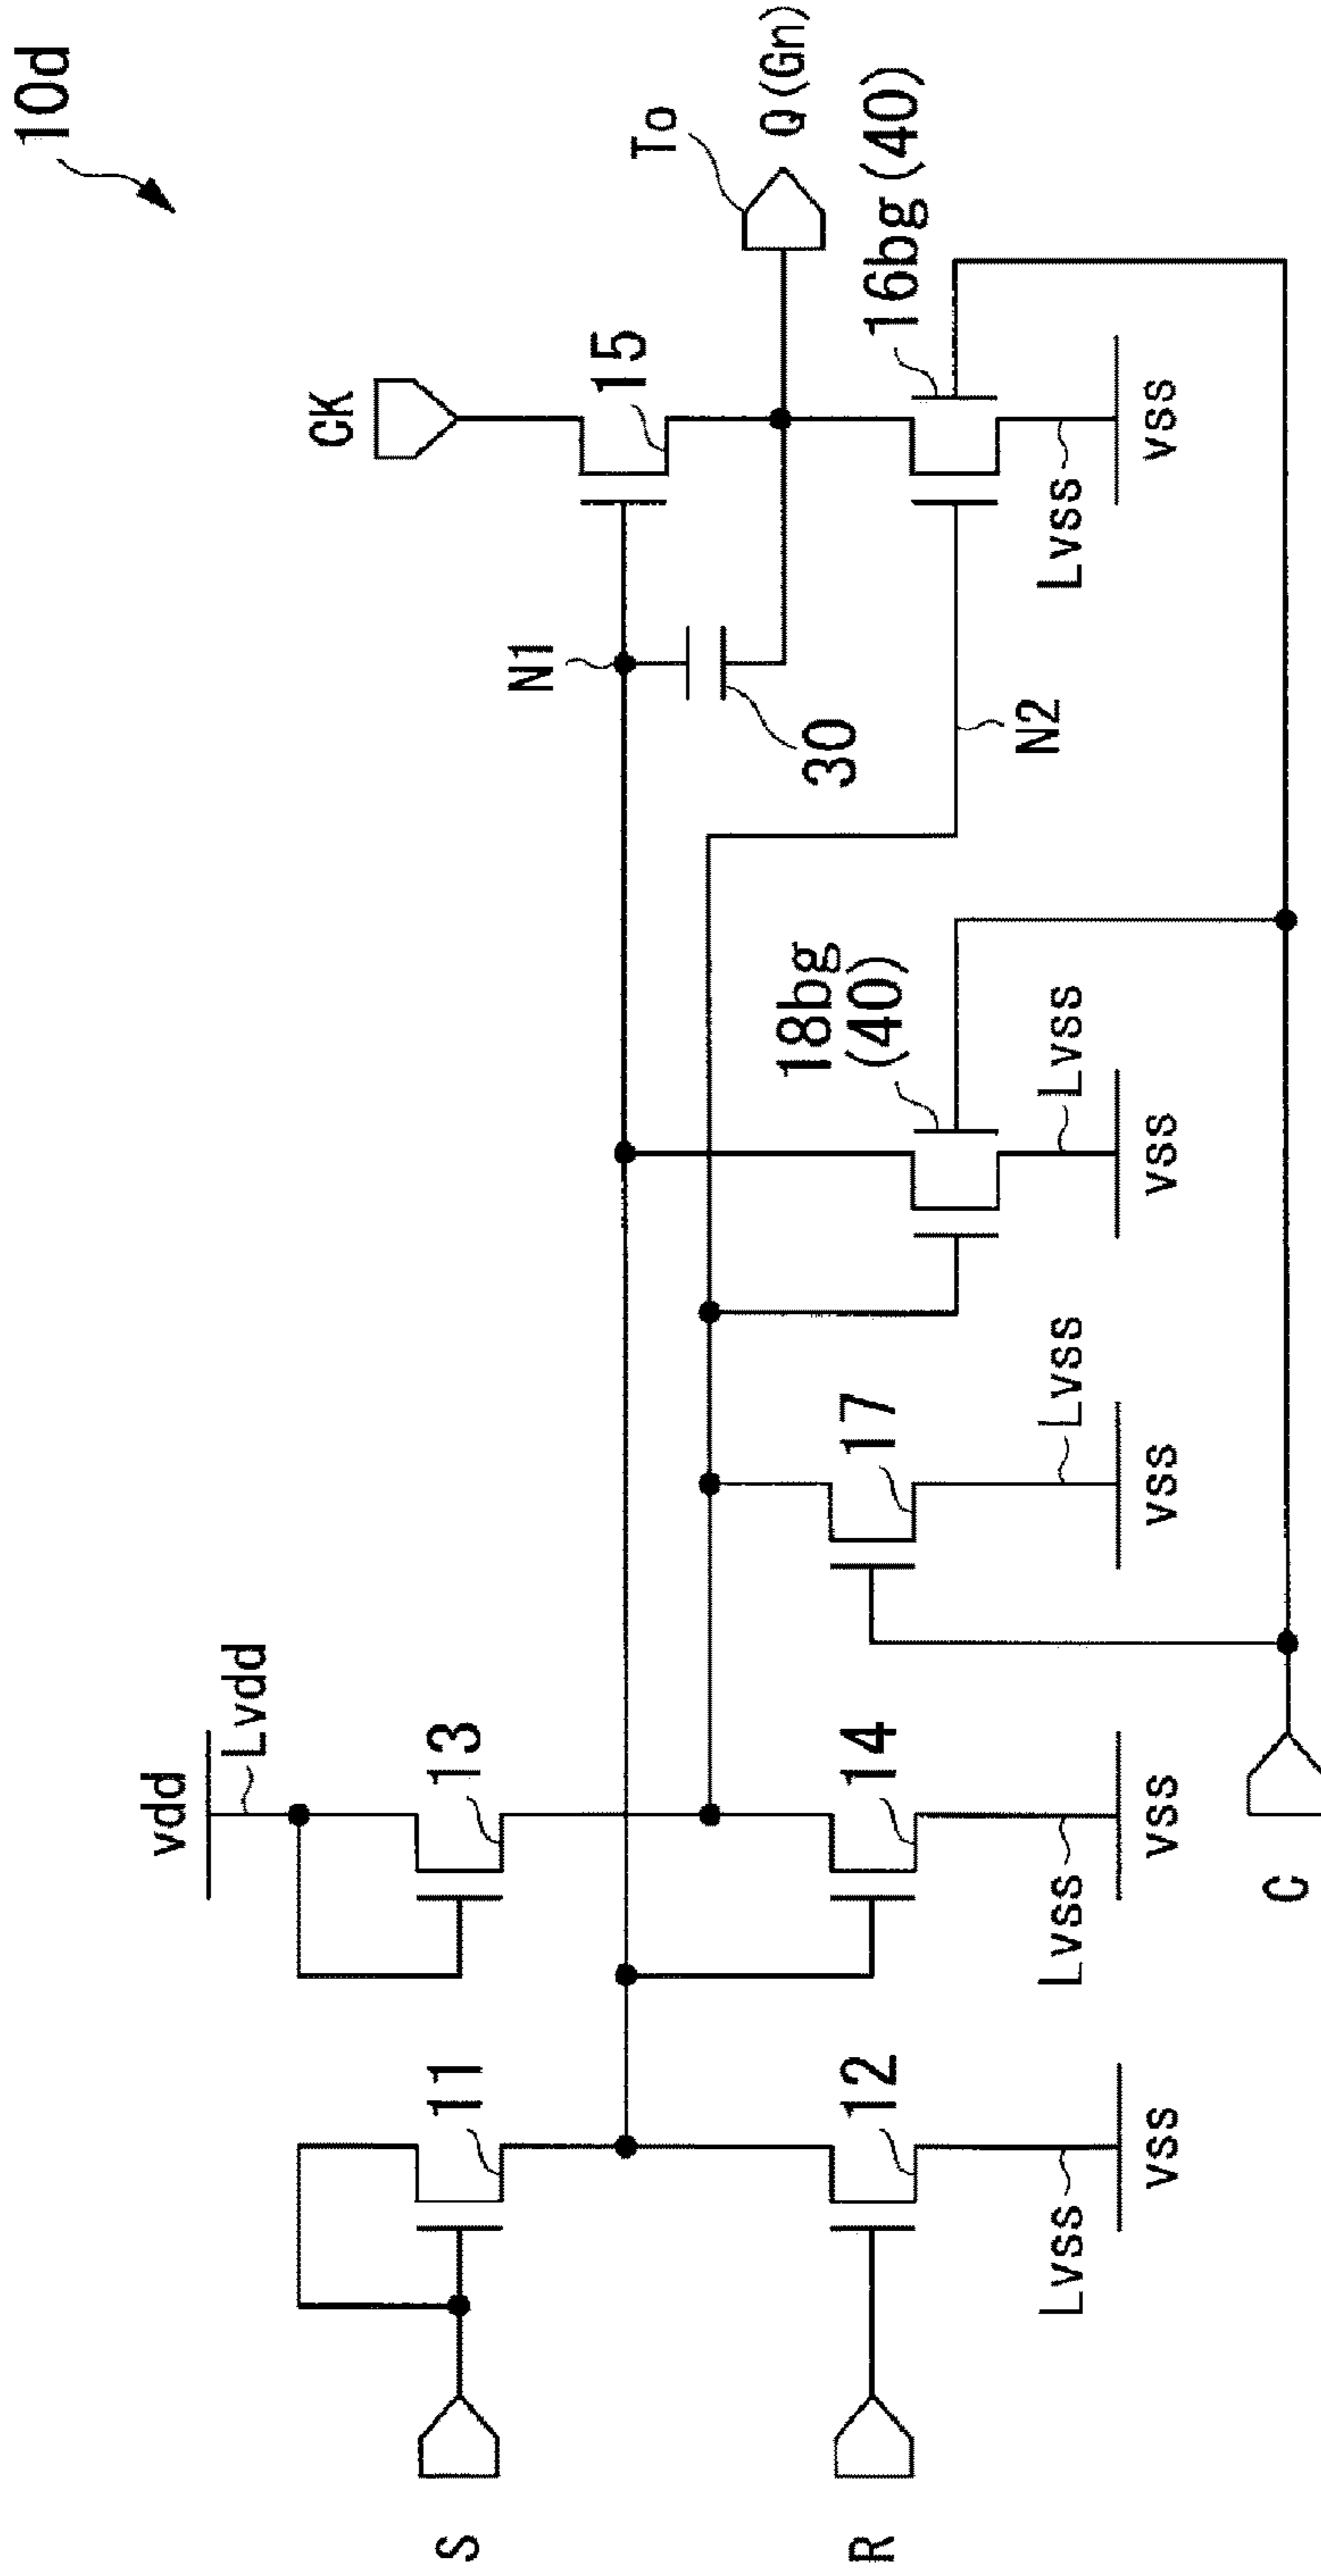 10d
CK
15
To
Q(Gn)
N1
30
16bg(40)
Lvss
vss
N2
18bg
(40)
Lvss
vss
17
Lvss
vss
vdd
Lvdd
13
14
Lvss
vss
11
12
Lvss
vss
S
R
C